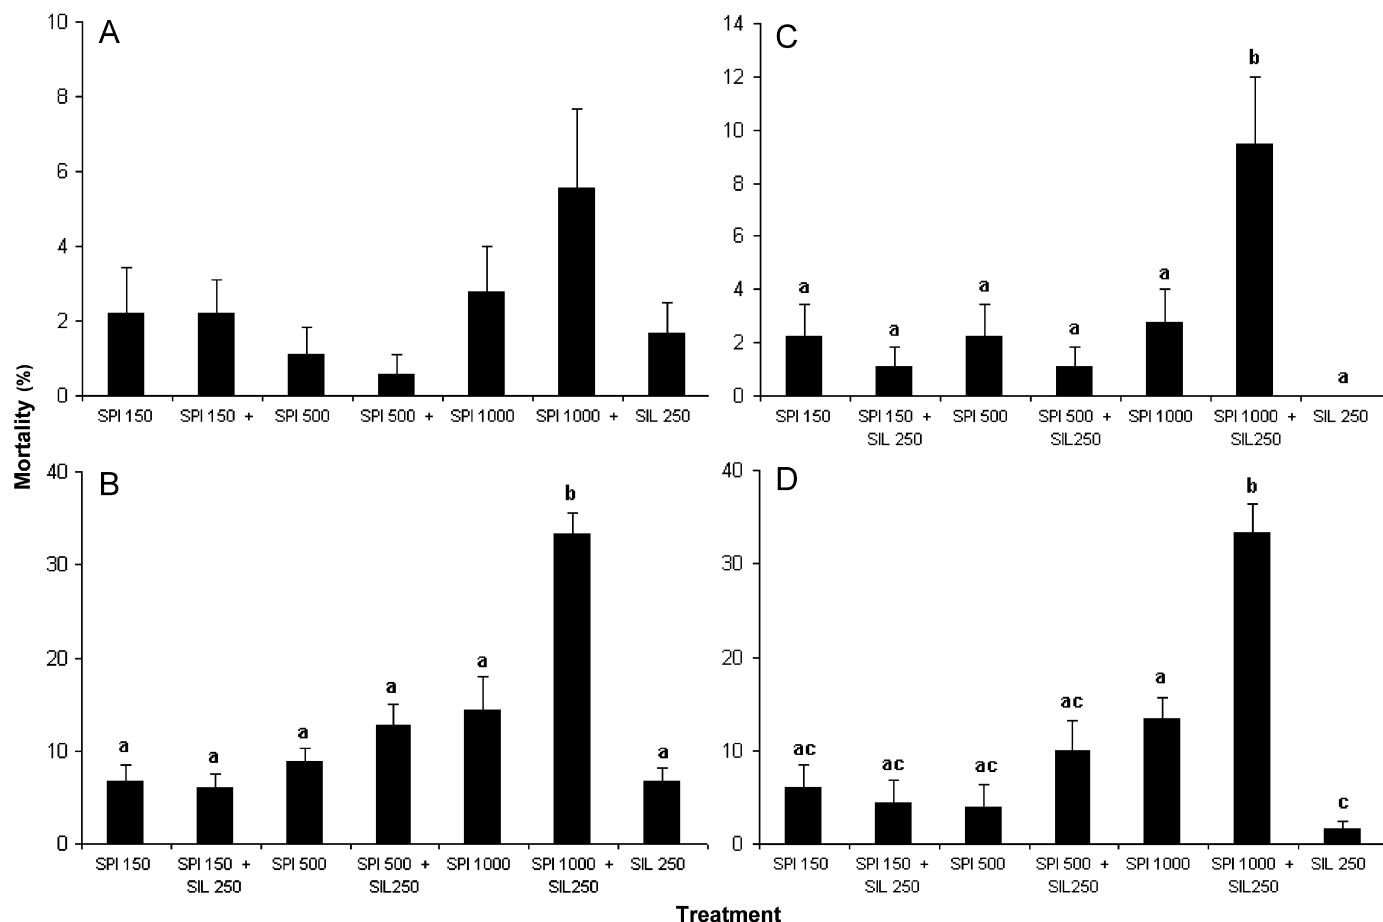 A
10
8
6
4
2
0
SPI 150 SPI 150 + SPI 500 SPI 500 + SPI 1000 SPI 1000 + SIL 250
C
14
12
10
8
6
4
2
0
a a a a a b a
SPI 150 SPI 150 + SPI 500 SPI 500 + SPI 1000 SPI 1000 + SIL 250
SIL 250 SIL250 SIL250
Mortality (%)
B
40
30
20
10
0
a a a a a b a
SPI 150 SPI 150 + SPI 500 SPI 500 + SPI 1000 SPI 1000 + SIL 250
SIL 250 SIL250 SIL250
D
40
30
20
10
0
ac ac ac ac a b c
SPI 150 SPI 150 + SPI 500 SPI 500 + SPI 1000 SPI 1000 + SIL 250
SIL 250 SIL250 SIL250
Treatment